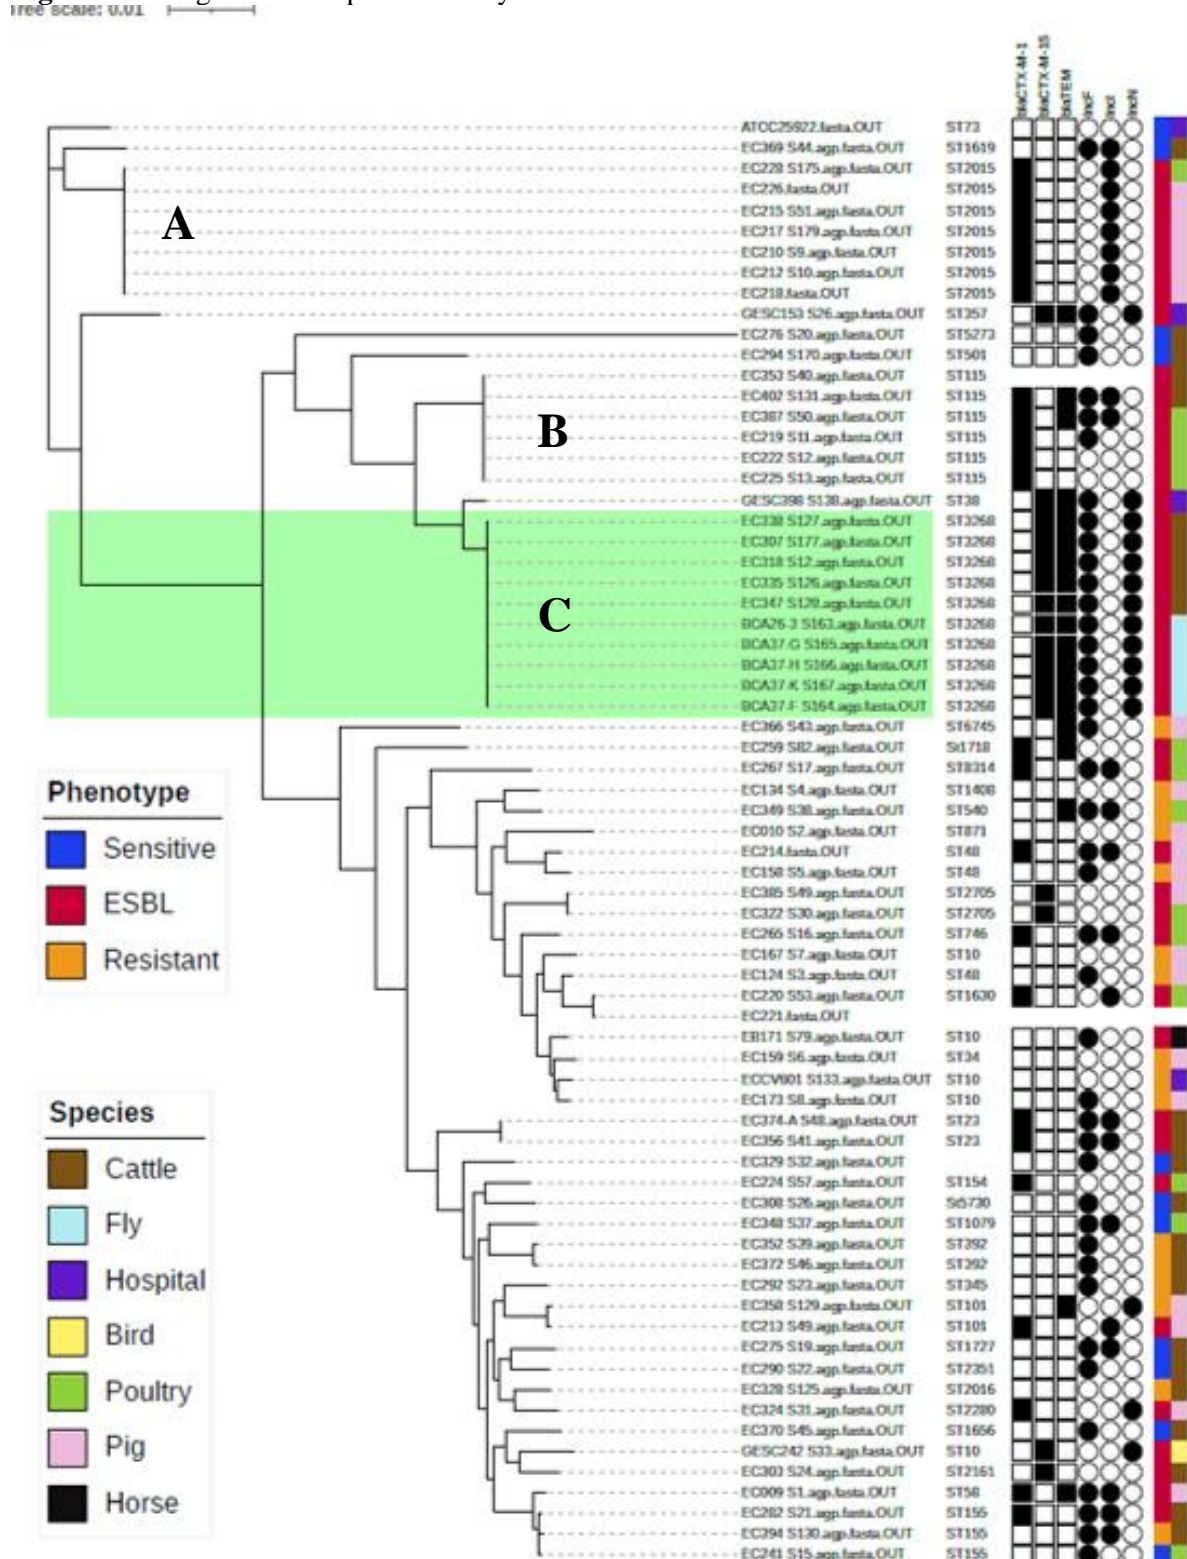 Tree scale: 0.01
blaCTX-M-1 blaCTX-M-15 blaTEM IncF IncI IncN
ATCC25922.fasta.OUT ST73
EC369 S44.agp.fasta.OUT ST1619
EC228 S175.agp.fasta.OUT ST2015
EC226.fasta.OUT ST2015
A
EC215 S51.agp.fasta.OUT ST2015
EC217 S179.agp.fasta.OUT ST2015
EC210 S9.agp.fasta.OUT ST2015
EC212 S10.agp.fasta.OUT ST2015
EC218.fasta.OUT ST2015
GESC153 S26.agp.fasta.OUT ST357
EC276 S20.agp.fasta.OUT ST5273
EC294 S170.agp.fasta.OUT ST501
EC353 S40.agp.fasta.OUT ST115
EC402 S131.agp.fasta.OUT ST115
EC387 S50.agp.fasta.OUT ST115
B
EC219 S11.agp.fasta.OUT ST115
EC222 S12.agp.fasta.OUT ST115
EC225 S13.agp.fasta.OUT ST115
GESC398 S138.agp.fasta.OUT ST38
EC338 S127.agp.fasta.OUT ST3268
EC307 S177.agp.fasta.OUT ST3268
EC318 S12.agp.fasta.OUT ST3268
EC335 S126.agp.fasta.OUT ST3268
EC347 S128.agp.fasta.OUT ST3268
C
BCA26-3 S163.agp.fasta.OUT ST3268
BCA37-G S165.agp.fasta.OUT ST3268
BCA37-H S166.agp.fasta.OUT ST3268
BCA37-K S167.agp.fasta.OUT ST3268
BCA37-F S164.agp.fasta.OUT ST3268
EC366 S43.agp.fasta.OUT ST6745
EC259 S82.agp.fasta.OUT St1718
EC267 S17.agp.fasta.OUT ST8314
EC134 S4.agp.fasta.OUT ST1408
EC349 S38.agp.fasta.OUT ST540
EC010 S2.agp.fasta.OUT ST871
EC214.fasta.OUT ST48
EC158 S5.agp.fasta.OUT ST48
EC385 S49.agp.fasta.OUT ST2705
EC322 S30.agp.fasta.OUT ST2705
EC265 S16.agp.fasta.OUT ST746
EC167 S7.agp.fasta.OUT ST10
EC124 S3.agp.fasta.OUT ST48
EC220 S53.agp.fasta.OUT ST1630
EC221.fasta.OUT
EB171 S79.agp.fasta.OUT ST10
EC159 S6.agp.fasta.OUT ST34
ECCV601 S133.agp.fasta.OUT ST10
EC173 S8.agp.fasta.OUT ST10
EC374-A S48.agp.fasta.OUT ST23
EC356 S41.agp.fasta.OUT ST23
EC329 S32.agp.fasta.OUT
EC224 S57.agp.fasta.OUT ST154
EC308 S26.agp.fasta.OUT St5730
EC348 S37.agp.fasta.OUT ST1079
EC352 S39.agp.fasta.OUT ST392
EC372 S46.agp.fasta.OUT ST392
EC292 S23.agp.fasta.OUT ST345
EC358 S129.agp.fasta.OUT ST101
EC213 S49.agp.fasta.OUT ST101
EC275 S19.agp.fasta.OUT ST1727
EC290 S22.agp.fasta.OUT ST2351
EC328 S125.agp.fasta.OUT ST2016
EC324 S31.agp.fasta.OUT ST2280
EC370 S45.agp.fasta.OUT ST1656
GESC242 S33.agp.fasta.OUT ST10
EC303 S24.agp.fasta.OUT ST2161
EC009 S1.agp.fasta.OUT ST58
EC282 S21.agp.fasta.OUT ST155
EC394 S130.agp.fasta.OUT ST155
EC241 S15.agp.fasta.OUT ST155
Phenotype
Sensitive
ESBL
Resistant
Species
Cattle
Fly
Hospital
Bird
Poultry
Pig
Horse